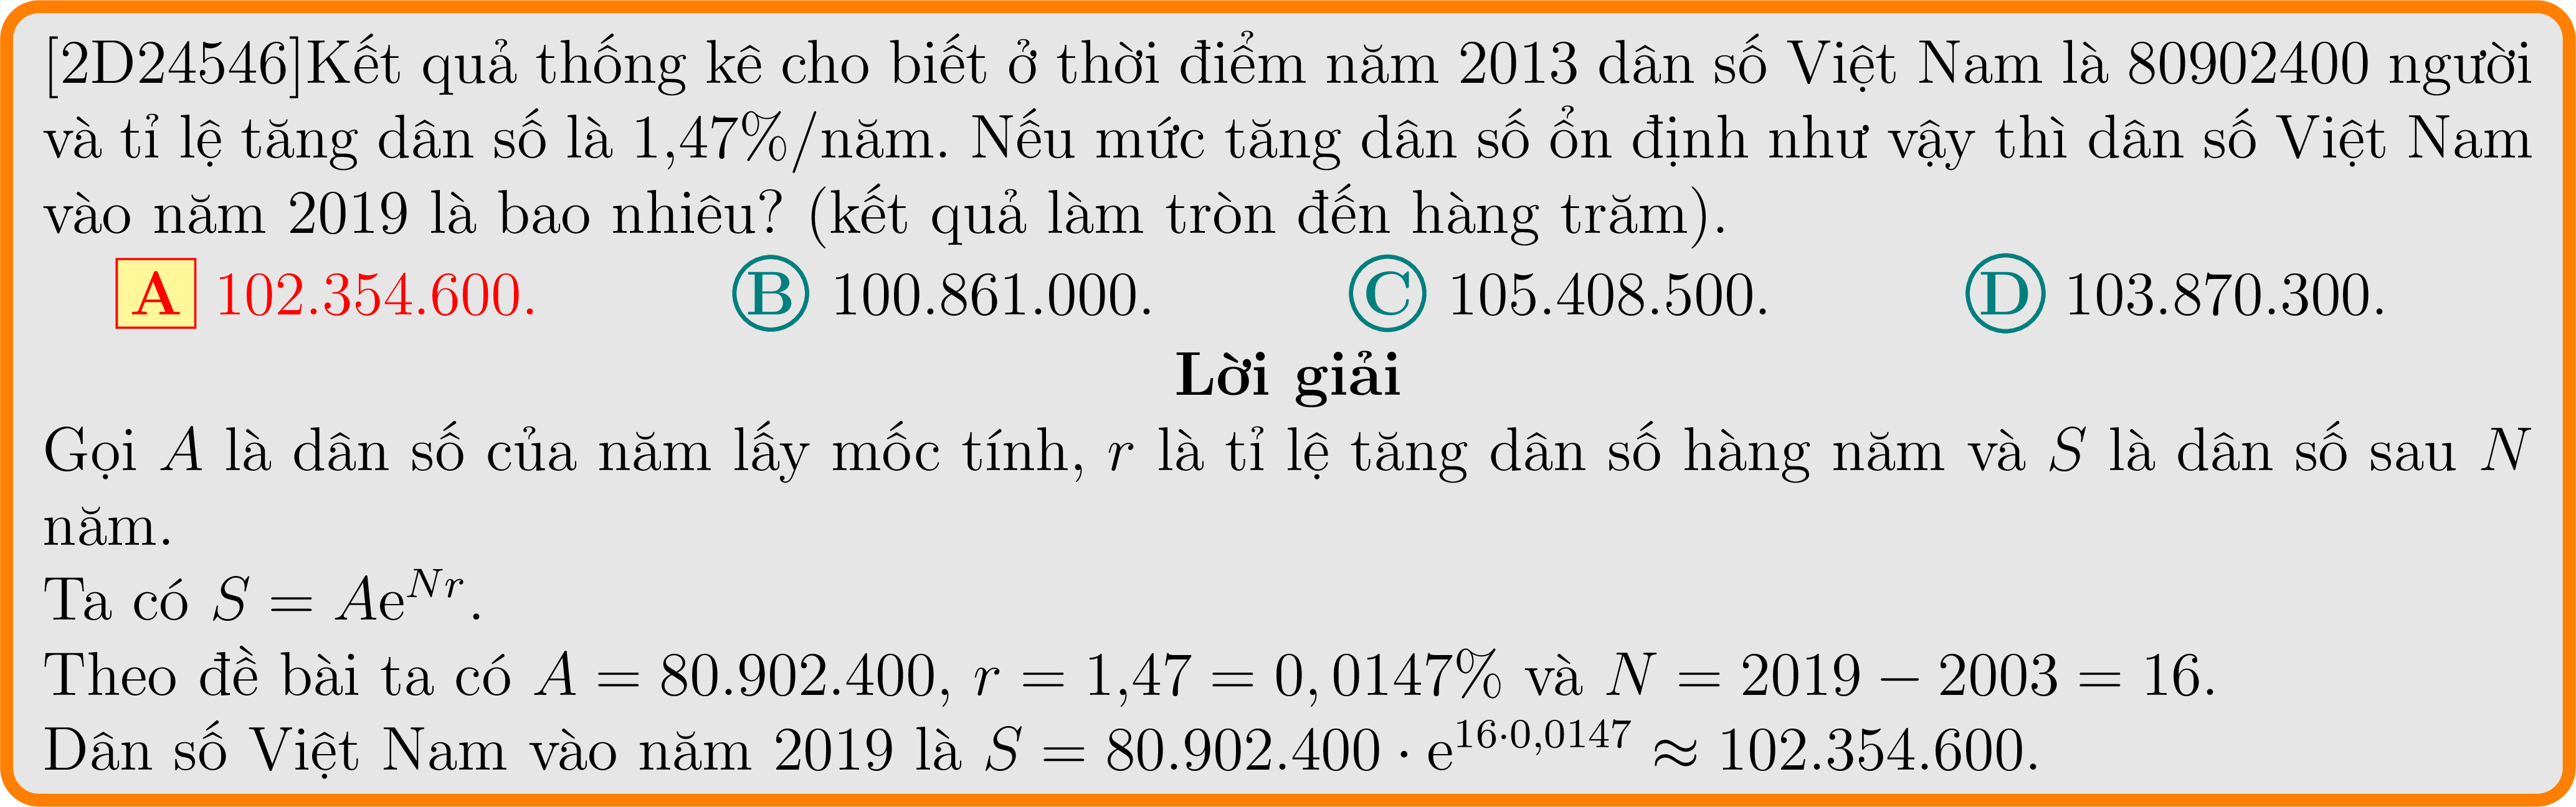 [2D24546]Kết quả thống kê cho biết ở thời điểm năm 2013 dân số Việt Nam là 80902400 người
và tỉ lệ tăng dân số là 1,47%/năm. Nếu mức tăng dân số ổn định như vậy thì dân số Việt Nam
vào năm 2019 là bao nhiêu? (kết quả làm tròn đến hàng trăm).
A 102.354.600. B 100.861.000. C 105.408.500. D 103.870.300.
Lời giải
Gọi A là dân số của năm lấy mốc tính, r là tỉ lệ tăng dân số hàng năm và S là dân số sau N
năm.
Ta có S = Ae^{Nr}.
Theo đề bài ta có A = 80.902.400, r = 1,47 = 0,0147% và N = 2019 − 2003 = 16.
Dân số Việt Nam vào năm 2019 là S = 80.902.400 · e^{16·0,0147} ≈ 102.354.600.